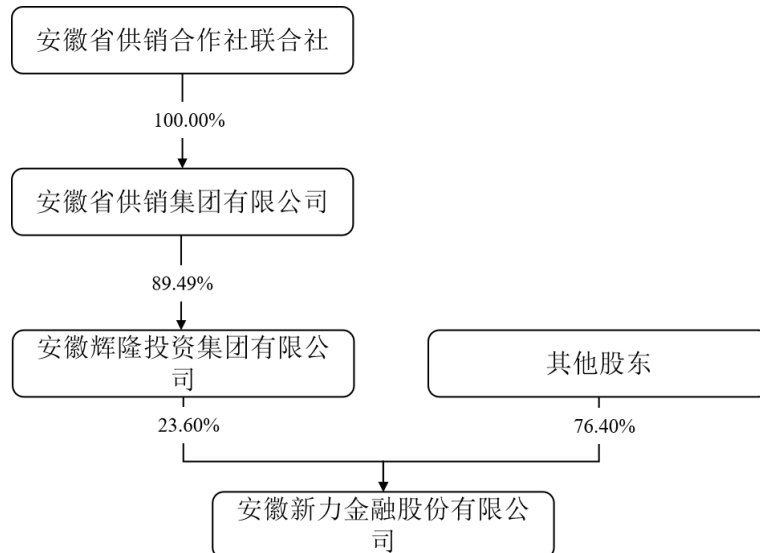 安徽省供销合作社联合社
100.00%
安徽省供销集团有限公司
89.49%
安徽辉隆投资集团有限公
司
其他股东
23.60%
76.40%
安徽新力金融股份有限公
司